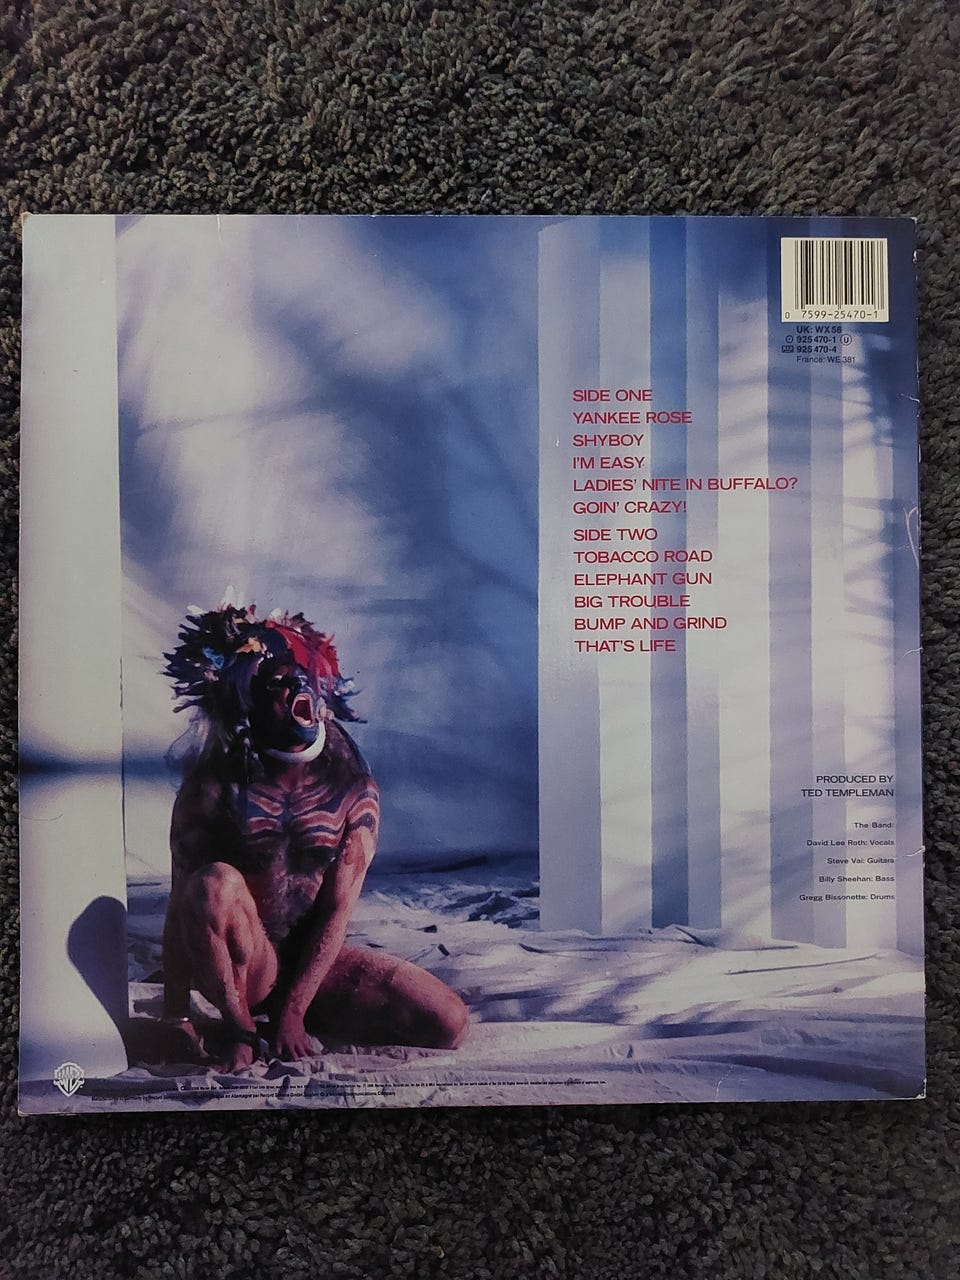 0 7599-25470-1
UK: WX 56
925 470-1 U
925 470-4
France: WE 381
SIDE ONE
YANKEE ROSE
SHYBOY
I'M EASY
LADIES' NITE IN BUFFALO?
GOIN' CRAZY!
SIDE TWO
TOBACCO ROAD
ELEPHANT GUN
BIG TROUBLE
BUMP AND GRIND
THAT'S LIFE
PRODUCED BY
TED TEMPLEMAN
The Band:
David Lee Roth: Vocals
Steve Vai: Guitars
Billy Sheehan: Bass
Gregg Bissonette: Drums